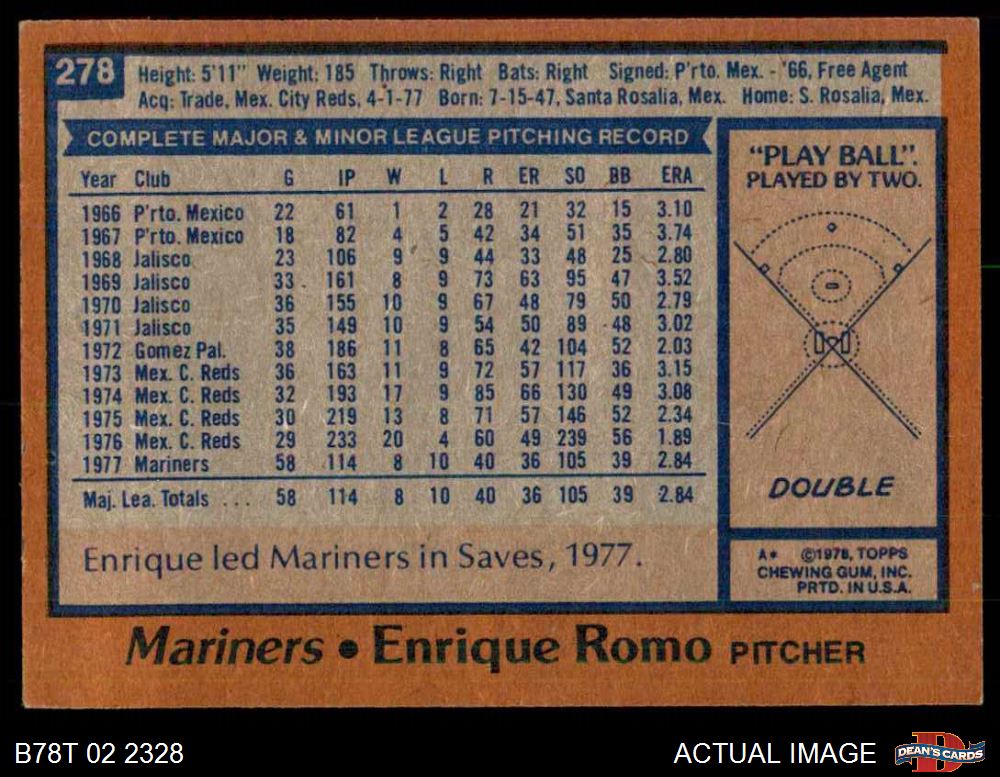 278
Height: 5'11" Weight: 185 Throws: Right Bats: Right Signed: P'rto. Mex. - '66, Free Agent
Acq: Trade, Mex. City Reds, 4-1-77 Born: 7-15-47, Santa Rosalia, Mex. Home: S. Rosalia, Mex.
COMPLETE MAJOR & MINOR LEAGUE PITCHING RECORD
Year Club G IP W L R ER SO BB ERA
1966 P'rto. Mexico 22 61 1 2 28 21 32 15 3.10
1967 P'rto. Mexico 18 82 4 5 42 34 51 35 3.74
1968 Jalisco 23 106 9 9 44 33 48 25 2.80
1969 Jalisco 33 161 8 9 73 63 95 47 3.52
1970 Jalisco 36 155 10 9 67 48 79 50 2.79
1971 Jalisco 35 149 10 9 54 50 89 48 3.02
1972 Gomez Pal. 38 186 11 8 65 42 104 52 2.03
1973 Mex. C. Reds 36 163 11 9 72 57 117 36 3.15
1974 Mex. C. Reds 32 193 17 9 85 66 130 49 3.08
1975 Mex. C. Reds 30 219 13 8 71 57 146 52 2.34
1976 Mex. C. Reds 29 233 20 4 60 49 239 56 1.89
1977 Mariners 58 114 8 10 40 36 105 39 2.84
Maj. Lea. Totals ... 58 114 8 10 40 36 105 39 2.84
Enrique led Mariners in Saves, 1977.
"PLAY BALL".
PLAYED BY TWO.
DOUBLE
A* ©1978, TOPPS
CHEWING GUM, INC.
PRTD. IN U.S.A.
Mariners • Enrique Romo PITCHER
B78T 02 2328
ACTUAL IMAGE
DEAN'S CARDS